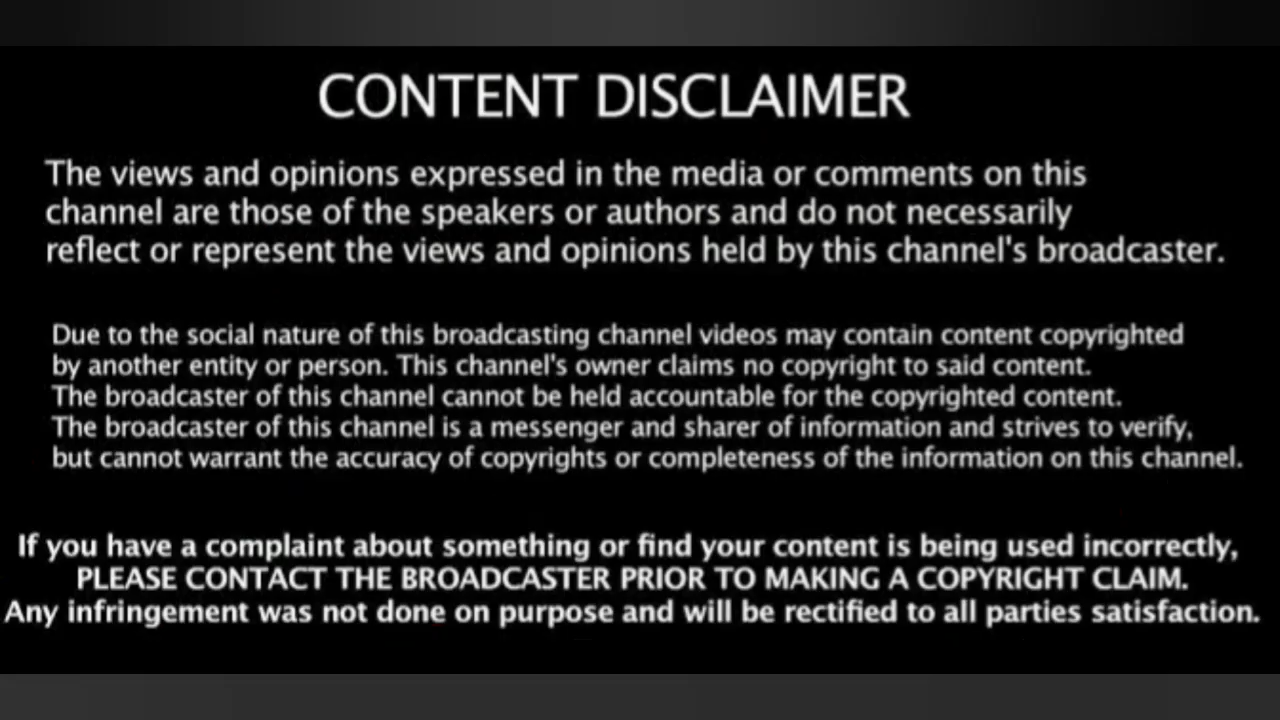 CONTENT DISCLAIMER
The views and opinions expressed in the media or comments on this
channel are those of the speakers or authors and do not necessarily
reflect or represent the views and opinions held by this channel's broadcaster.
Due to the social nature of this broadcasting channel videos may contain content copyrighted
by another entity or person. This channel's owner claims no copyright to said content.
The broadcaster of this channel cannot be held accountable for the copyrighted content.
The broadcaster of this channel is a messenger and sharer of information and strives to verify,
but cannot warrant the accuracy of copyrights or completeness of the information on this channel.
If you have a complaint about something or find your content is being used incorrectly,
PLEASE CONTACT THE BROADCASTER PRIOR TO MAKING A COPYRIGHT CLAIM.
Any infringement was not done on purpose and will be rectified to all parties satisfaction.